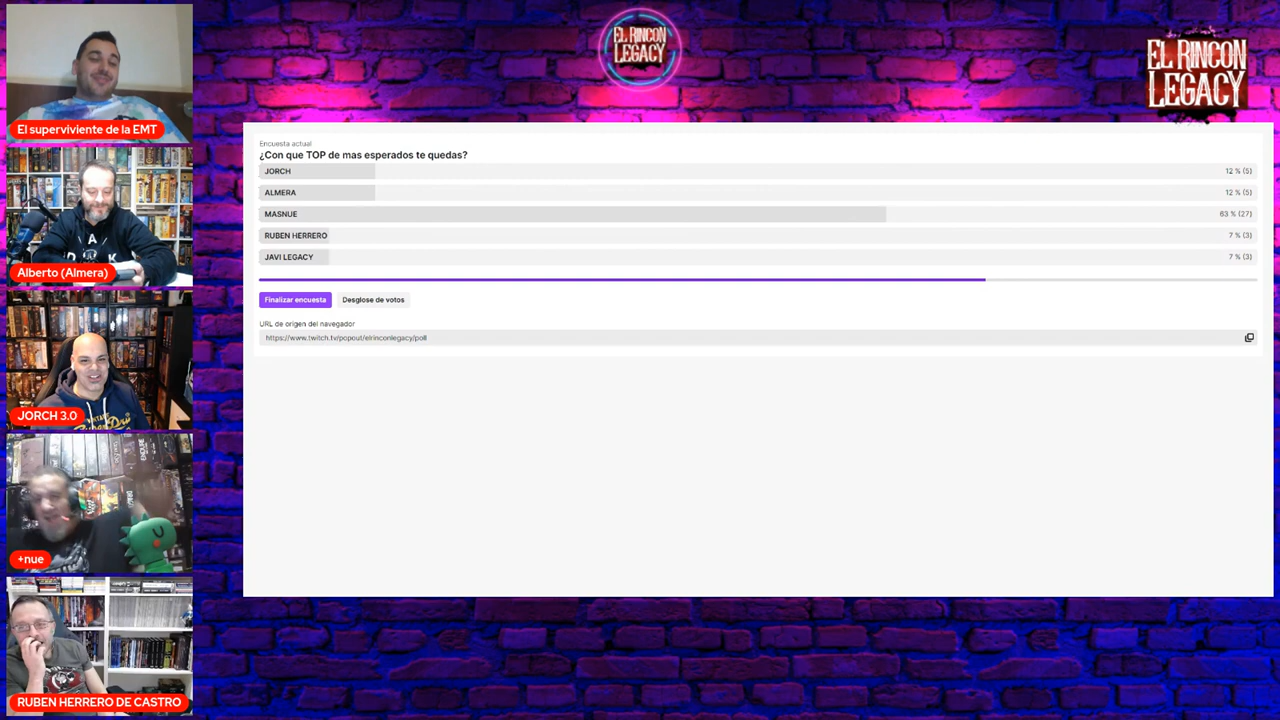 El superviviente de la EMT
Alberto (Almera)
JORCH 3.0
+nue
RUBEN HERRERO DE CASTRO
EL RINCON
LEGACY
EL RINCON
LEGACY
Encuesta actual
¿Con que TOP de mas esperados te quedas?
JORCH 12 % (5)
ALMERA 12 % (5)
MASNUE 63 % (27)
RUBEN HERRERO 7 % (3)
JAVI LEGACY 7 % (3)
Finalizar encuesta Desglose de votos
URL de origen del navegador
https://www.twitch.tv/popout/elrinconlegacy/poll